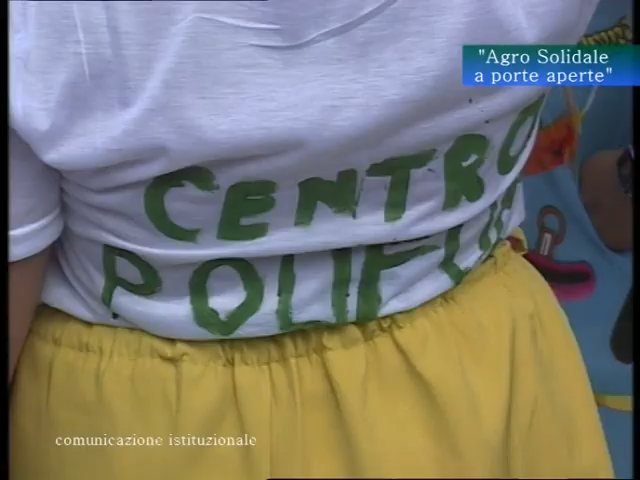 "Agro Solidale
a porte aperte"
CENTRO
comunicazione istituzionale